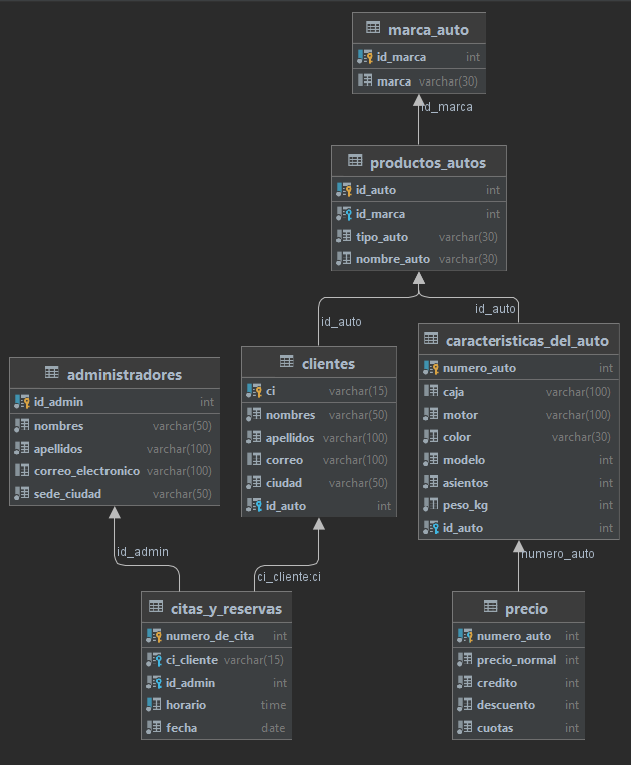 marca_auto
id_marca int
marca varchar(30)
id_marca
productos_autos
id_auto int
id_marca int
tipo_auto varchar(30)
nombre_auto varchar(30)
id_auto
id_auto
administradores
id_admin int
nombres varchar(50)
apellidos varchar(100)
correo_electronico varchar(100)
sede_ciudad varchar(50)
clientes
ci varchar(15)
nombres varchar(50)
apellidos varchar(100)
correo varchar(100)
ciudad varchar(50)
id_auto int
caracteristicas_del_auto
numero_auto int
caja varchar(100)
motor varchar(100)
color varchar(30)
modelo int
asientos int
peso_kg int
id_auto int
id_admin
ci_cliente:ci
numero_auto
citas_y_reservas
numero_de_cita int
ci_cliente varchar(15)
id_admin int
horario time
fecha date
precio
numero_auto int
precio_normal int
credito int
descuento int
cuotas int